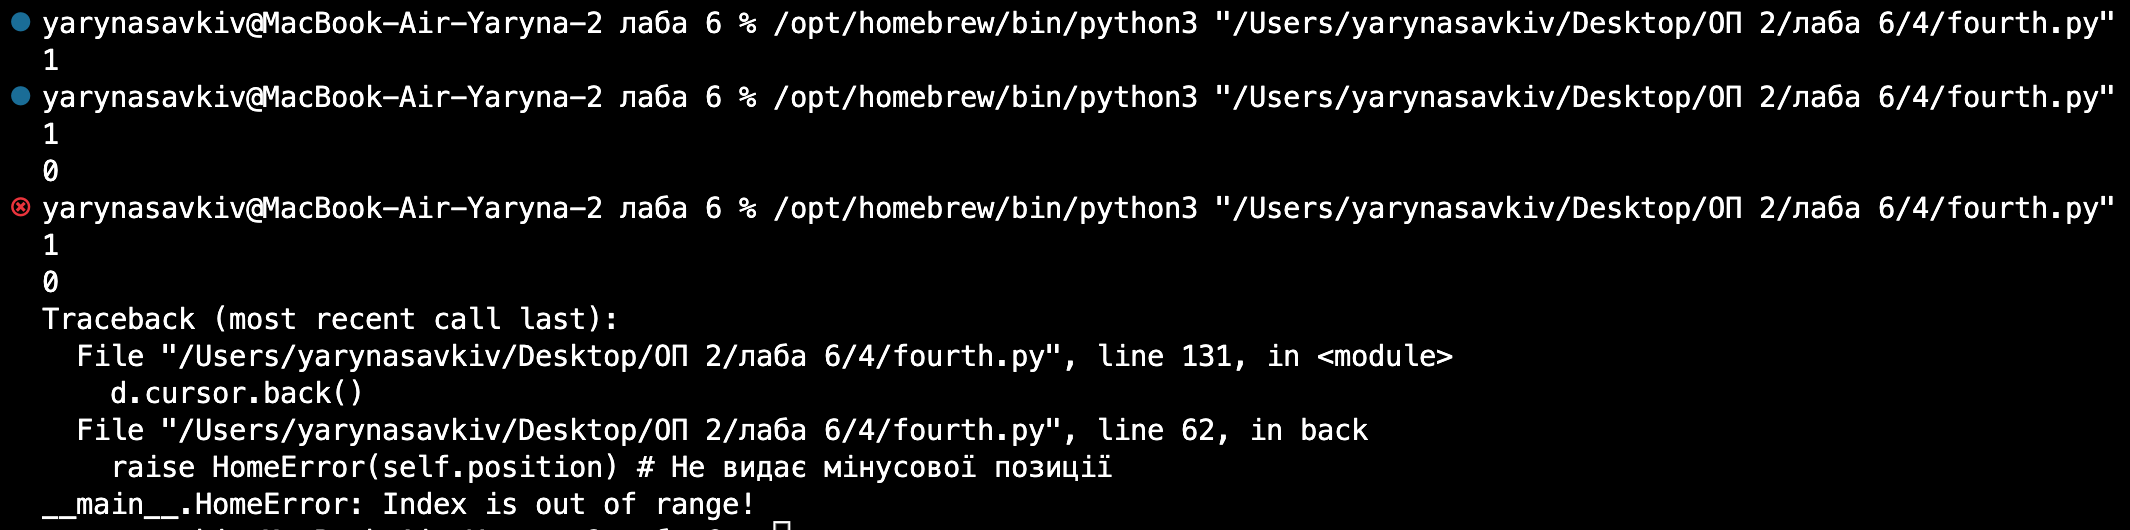 yarynasavkiv@MacBook-Air-Yaryna-2 лаба 6 % /opt/homebrew/bin/python3 "/Users/yarynasavkiv/Desktop/ОП 2/лаба 6/4/fourth.py"
1
yarynasavkiv@MacBook-Air-Yaryna-2 лаба 6 % /opt/homebrew/bin/python3 "/Users/yarynasavkiv/Desktop/ОП 2/лаба 6/4/fourth.py"
1
0
yarynasavkiv@MacBook-Air-Yaryna-2 лаба 6 % /opt/homebrew/bin/python3 "/Users/yarynasavkiv/Desktop/ОП 2/лаба 6/4/fourth.py"
1
0
Traceback (most recent call last):
  File "/Users/yarynasavkiv/Desktop/ОП 2/лаба 6/4/fourth.py", line 131, in <module>
    d.cursor.back()
  File "/Users/yarynasavkiv/Desktop/ОП 2/лаба 6/4/fourth.py", line 62, in back
    raise HomeError(self.position) # Не видає мінусової позиції
__main__.HomeError: Index is out of range!